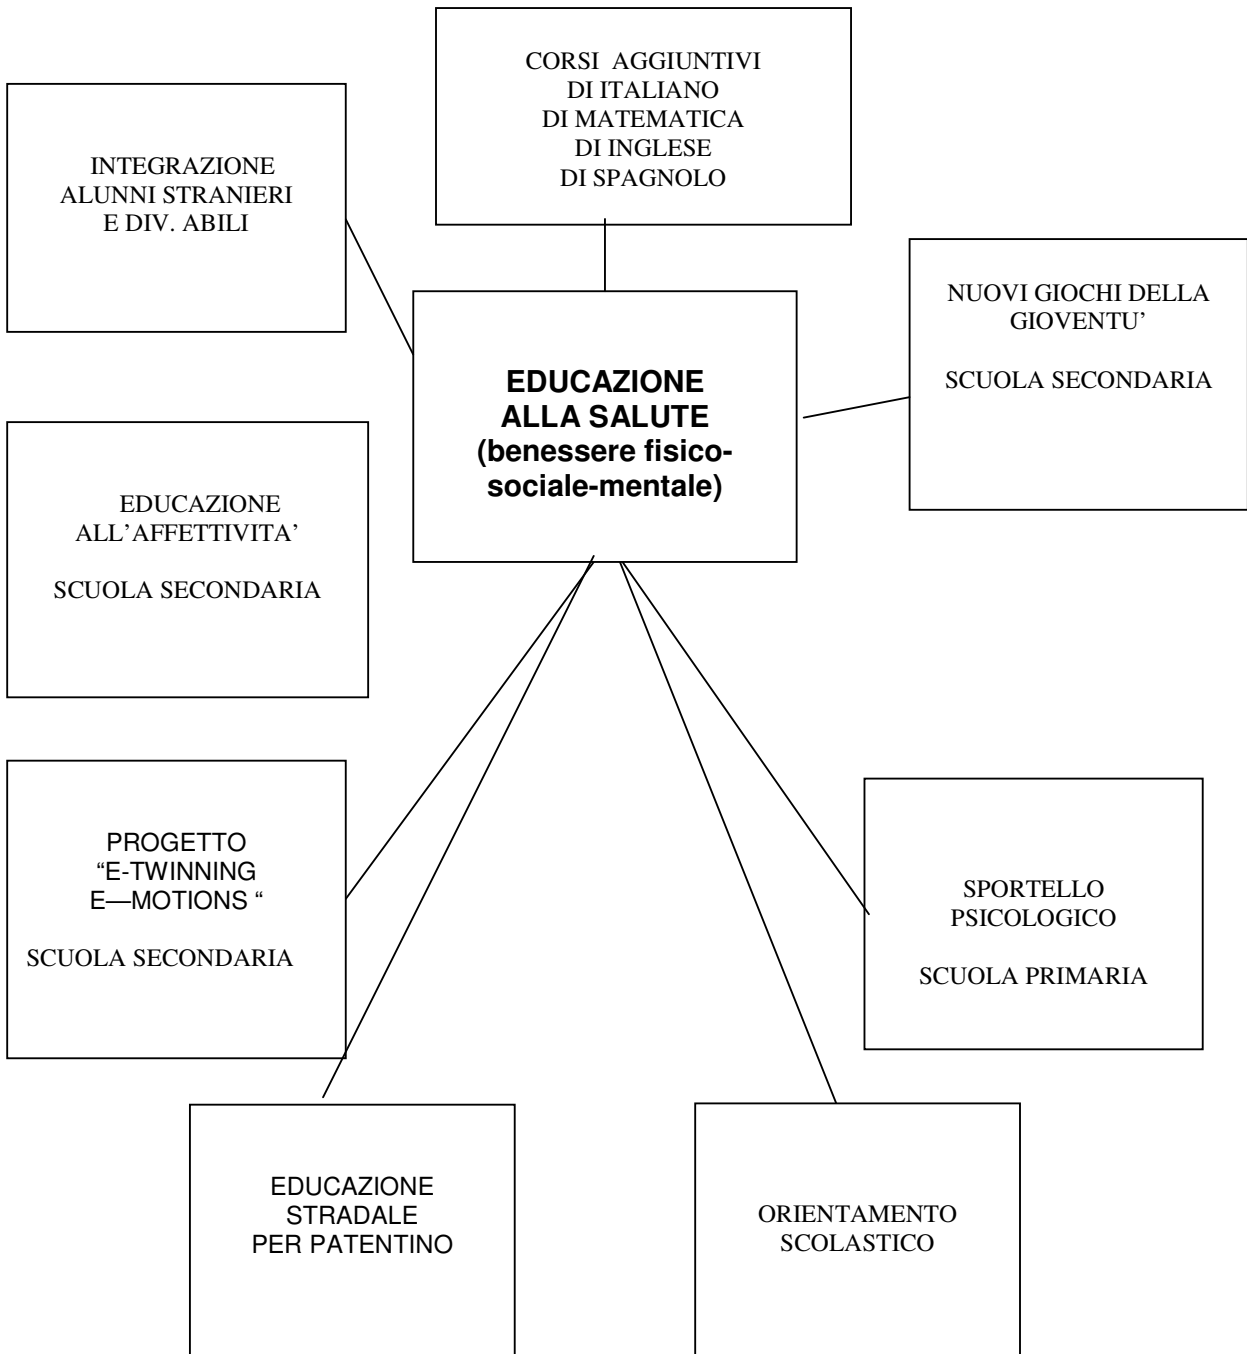 CORSI AGGIUNTIVI
DI ITALIANO
DI MATEMATICA
DI INGLESE
DI SPAGNOLO
INTEGRAZIONE
ALUNNI STRANIERI
E DIV. ABILI
NUOVI GIOCHI DELLA
GIOVENTU’
SCUOLA SECONDARIA
EDUCAZIONE
ALLA SALUTE
(benessere fisico-
sociale-mentale)
EDUCAZIONE
ALL’AFFETTIVITA’
SCUOLA SECONDARIA
PROGETTO
“E-TWINNING
E—MOTIONS “
SCUOLA SECONDARIA
SPORTELLO
PSICOLOGICO
SCUOLA PRIMARIA
EDUCAZIONE
STRADALE
PER PATENTINO
ORIENTAMENTO
SCOLASTICO